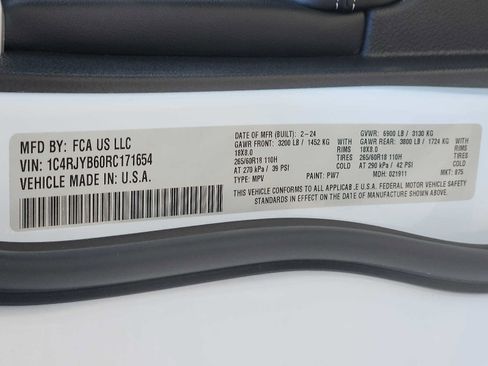 MFD BY: FCA US LLC
VIN: 1C4RJYB60RC171654
VEHICLE MADE IN: U.S.A.
DATE OF MFR (BUILT): 2-24 GVWR: 6900 LB / 3130 KG
GAWR FRONT: 3200 LB / 1452 KG WITH GAWR REAR: 3800 LB / 1724 KG WITH
18X8.0 RIMS 18X8.0 RIMS
265/60R18 110H TIRES 265/60R18 110H TIRES
AT 270 kPa / 39 PSI COLD AT 290 kPa / 42 PSI COLD
TYPE: MPV PAINT: PW7 MDH: 021911 MKT: 875
THIS VEHICLE CONFORMS TO ALL APPLICAB.E U.S.A. FEDERAL MOTOR VEHICLE SAFETY
STANDARDS IN EFFECT ON THE DATE OF MANUFACTURE SHOWN ABOVE.